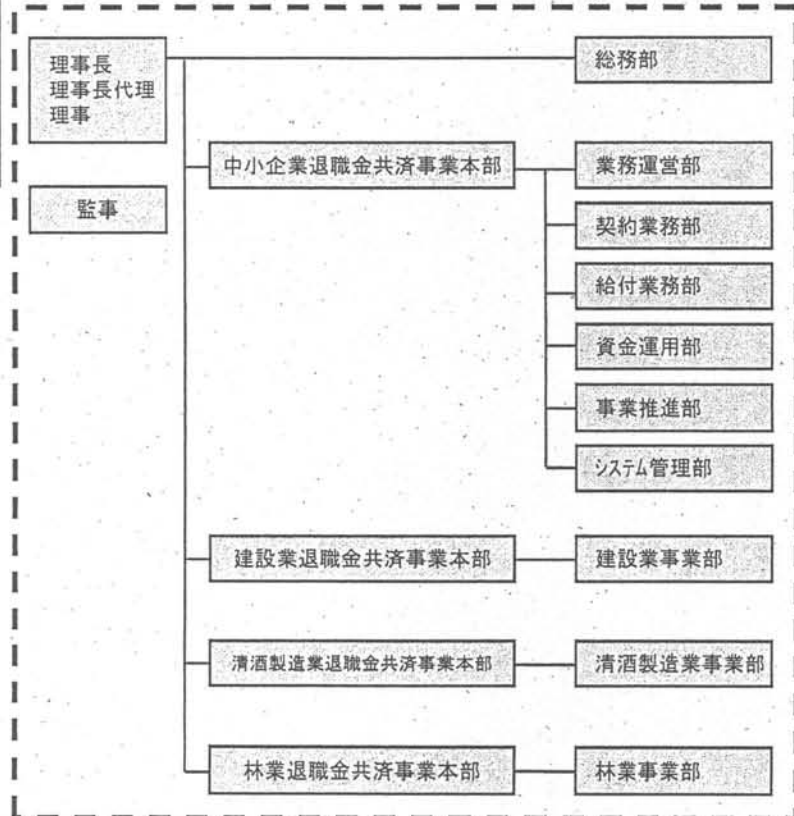 理事長
理事長代理
理事
総務部
監事
中小企業退職金共済事業本部
業務運営部
契約業務部
給付業務部
資金運用部
事業推進部
システム管理部
建設業退職金共済事業本部
建設業事業部
清酒製造業退職金共済事業本部
清酒製造業事業部
林業退職金共済事業本部
林業事業部